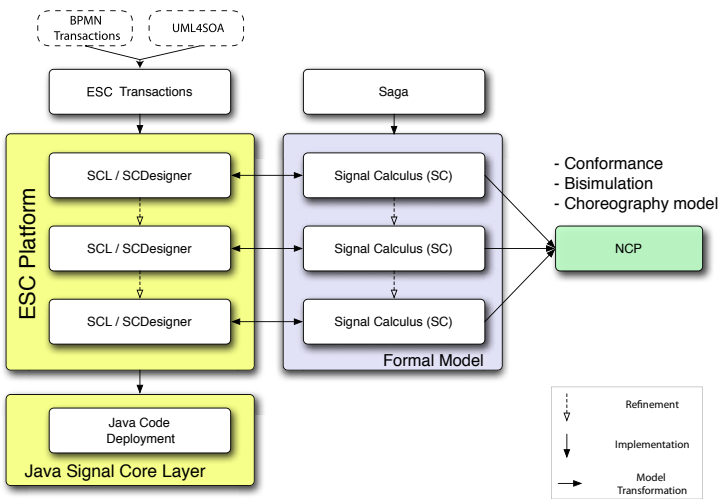 BPMN
Transactions
UML4SOA
ESC Transactions
Saga
ESC Platform
SCL / SCDesigner
SCL / SCDesigner
SCL / SCDesigner
Signal Calculus (SC)
Signal Calculus (SC)
Signal Calculus (SC)
Formal Model
- Conformance
- Bisimulation
- Choreography model
NCP
Java Code
Deployment
Java Signal Core Layer
Refinement
Implementation
Model
Transformation